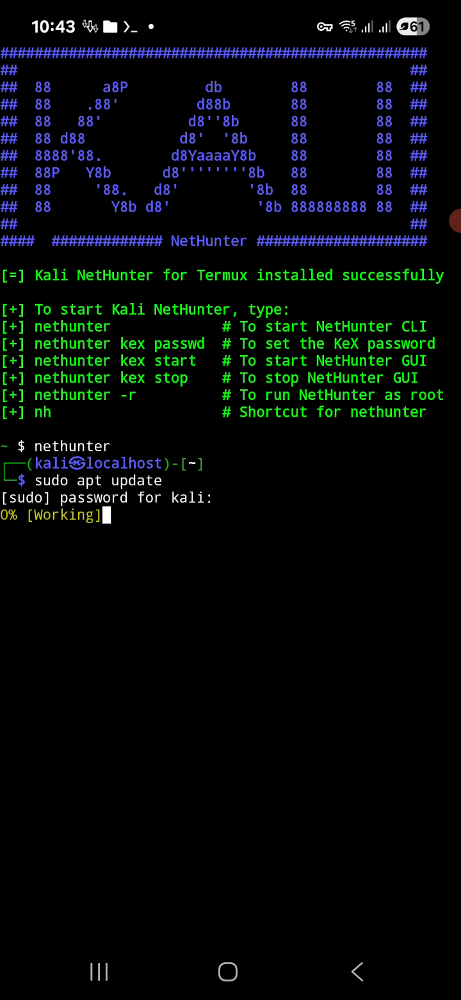 10:43 61
##################################################
## ##
## 88 a8P db 88 88 ##
## 88 .88' d88b 88 88 ##
## 88 88' d8''8b 88 88 ##
## 88 d88 d8' '8b 88 88 ##
## 8888'88. d8YaaaaY8b 88 88 ##
## 88P Y8b d8''''''''8b 88 88 ##
## 88 '88. d8' '8b 88 88 ##
## 88 Y8b d8' '8b 888888888 88 ##
## ##
#### ############# NetHunter ####################
[=] Kali NetHunter for Termux installed successfully
[+] To start Kali NetHunter, type:
[+] nethunter # To start NetHunter CLI
[+] nethunter kex passwd # To set the KeX password
[+] nethunter kex start # To start NetHunter GUI
[+] nethunter kex stop # To stop NetHunter GUI
[+] nethunter -r # To run NetHunter as root
[+] nh # Shortcut for nethunter
~ $ nethunter
┌──(kali㉿localhost)-[~]
└─$ sudo apt update
[sudo] password for kali:
0% [Working]